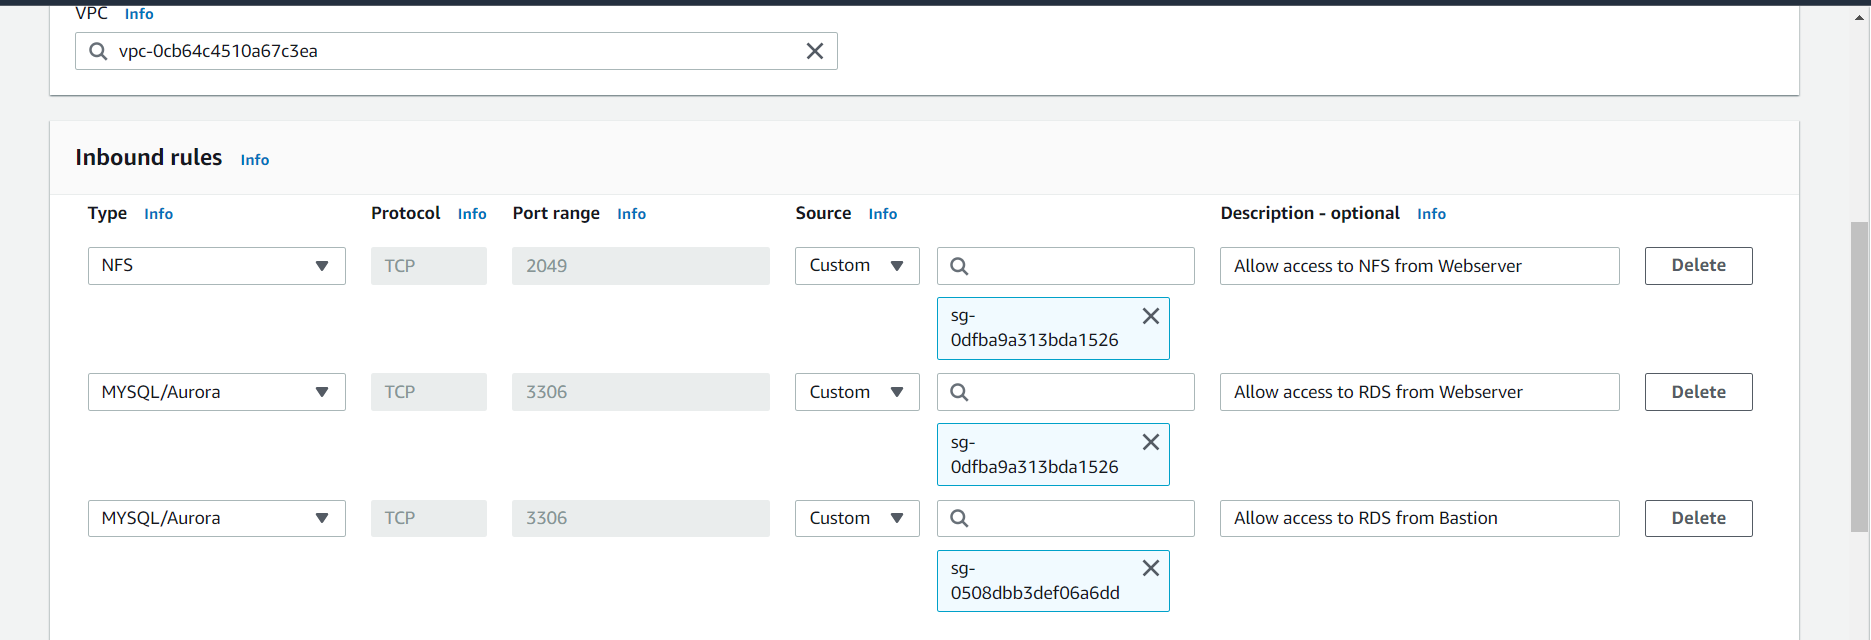 VPC Info
vpc-0cb64c4510a67c3ea
Inbound rules Info
Type Info Protocol Info Port range Info Source Info Description - optional Info
NFS TCP 2049 Custom Allow access to NFS from Webserver Delete
sg-
0dfba9a313bda1526
MYSQL/Aurora TCP 3306 Custom Allow access to RDS from Webserver Delete
sg-
0dfba9a313bda1526
MYSQL/Aurora TCP 3306 Custom Allow access to RDS from Bastion Delete
sg-
0508dbb3def06a6dd